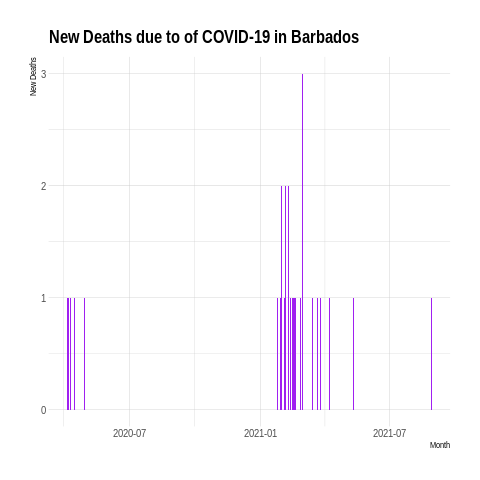 New Deaths due to of COVID-19 in Barbados
New Deaths
3
2
1
0
2020-07
2021-01
2021-07
Month